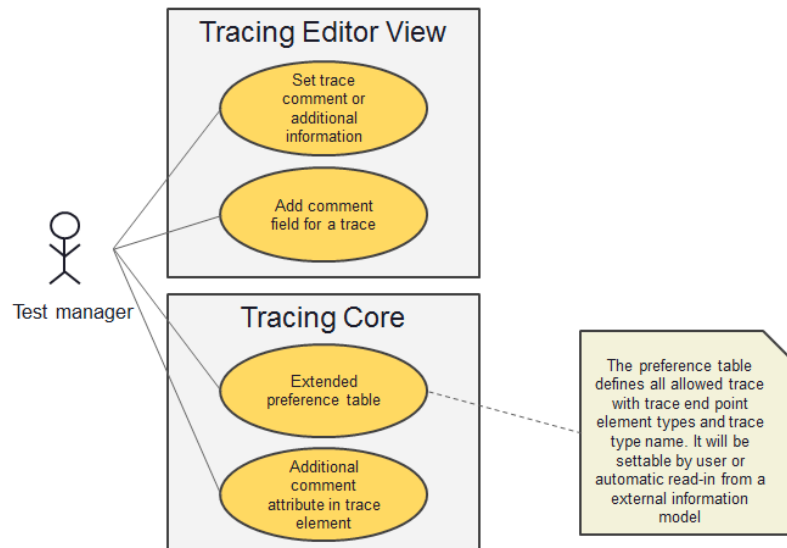 Tracing Editor View
Set trace
comment or
additional
information
Add comment
field for a trace
Test manager
Tracing Core
Extended
preference table
Additional
comment
attribute in trace
element
The preference table
defines all allowed trace
with trace end point
element types and trace
type name. It will be
settable by user or
automatic read-in from a
external information
model